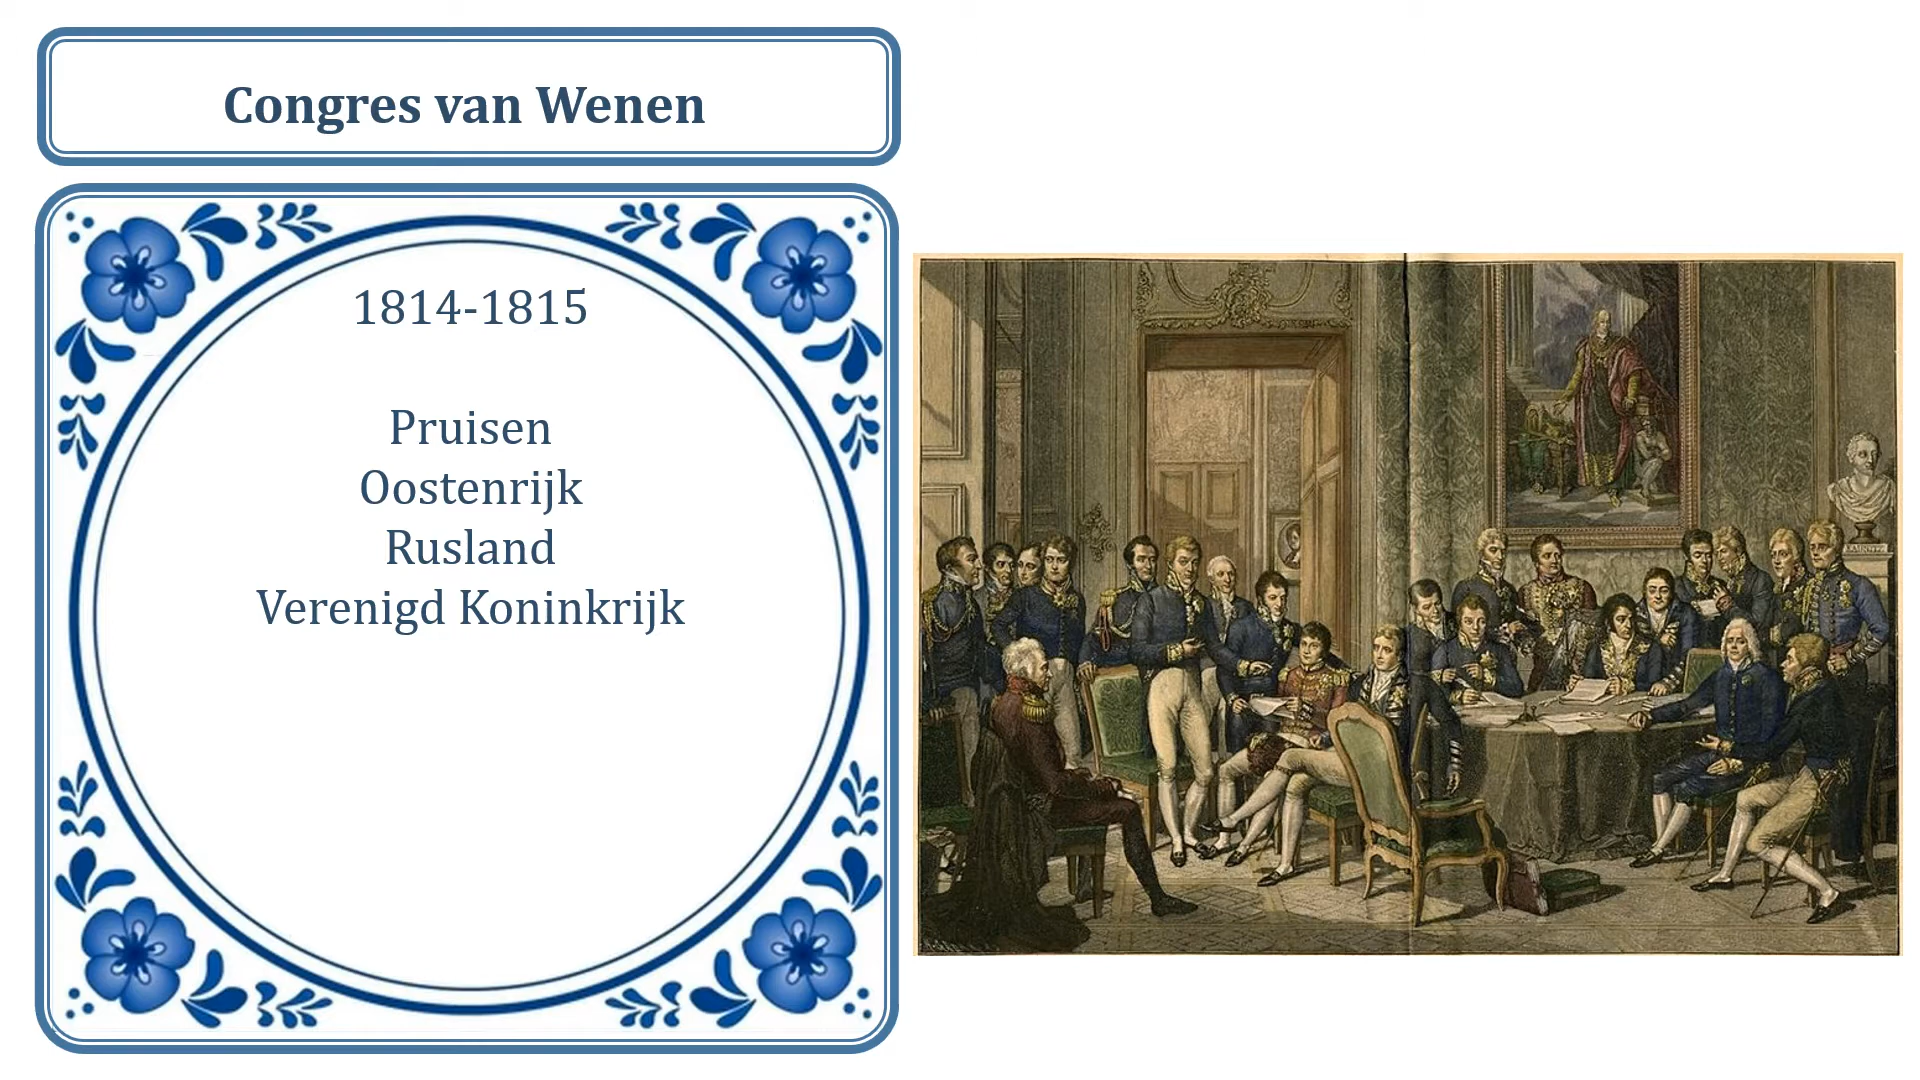 Congres van Wenen
1814-1815
Pruisen
Oostenrijk
Rusland
Verenigd Koninkrijk